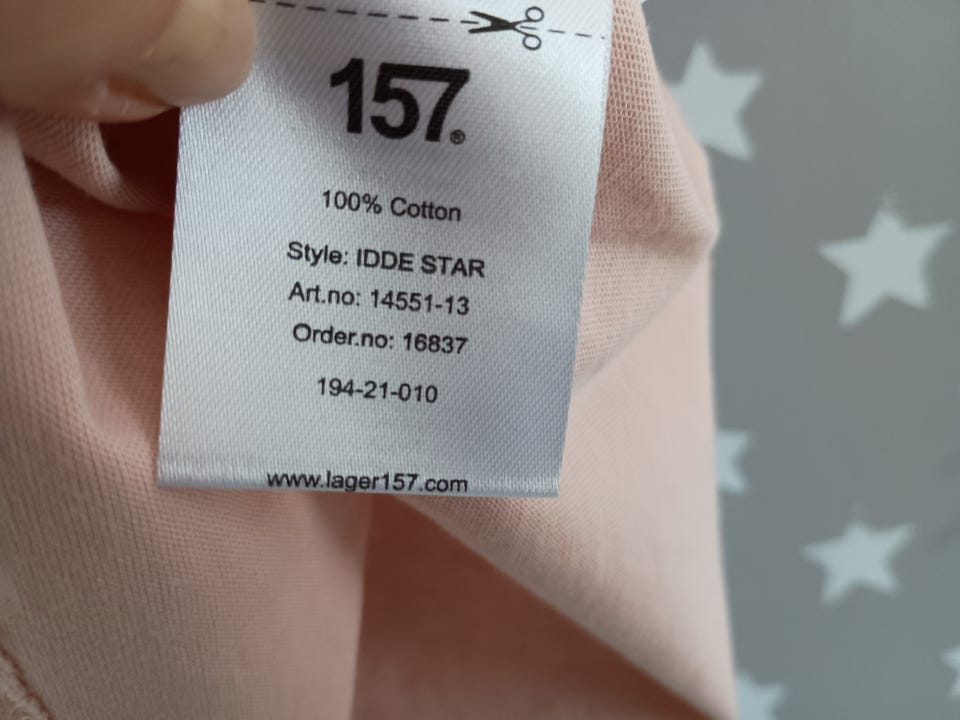 157®
100% Cotton
Style: IDDE STAR
Art.no: 14551-13
Order.no: 16837
194-21-010
www.lager157.com